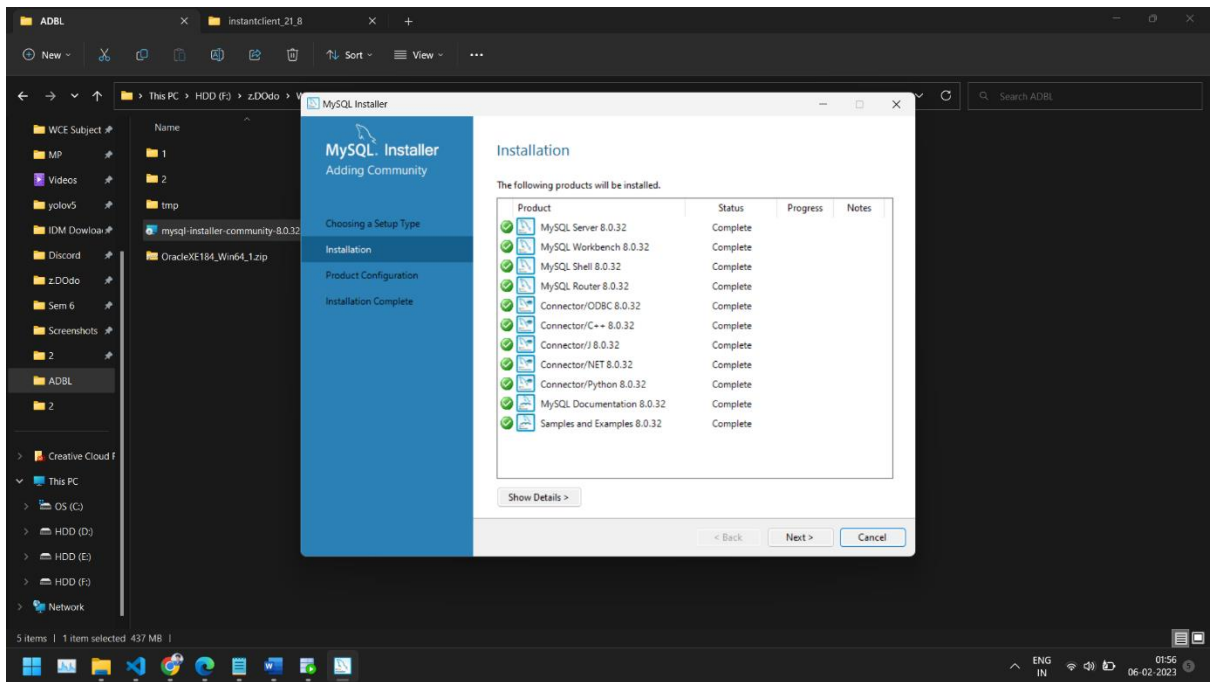 ADBL
instantclient_21_8
New
Sort
View
This PC > HDD (F:) > z.DOdo > W
Search ADBL
WCE Subject
MP
Videos
yolov5
IDM Dowloa
Discord
z.DOdo
Sem 6
Screenshots
2
ADBL
2
Creative Cloud F
This PC
OS (C:)
HDD (D:)
HDD (E:)
HDD (F:)
Network
Name
1
2
tmp
mysql-installer-community-8.0.32
OracleXE184_Win64_1.zip
MySQL Installer
MySQL. Installer
Adding Community
Choosing a Setup Type
Installation
Product Configuration
Installation Complete
Installation
The following products will be installed.
Product Status Progress Notes
MySQL Server 8.0.32 Complete
MySQL Workbench 8.0.32 Complete
MySQL Shell 8.0.32 Complete
MySQL Router 8.0.32 Complete
Connector/ODBC 8.0.32 Complete
Connector/C++ 8.0.32 Complete
Connector/J 8.0.32 Complete
Connector/NET 8.0.32 Complete
Connector/Python 8.0.32 Complete
MySQL Documentation 8.0.32 Complete
Samples and Examples 8.0.32 Complete
Show Details >
< Back Next > Cancel
5 items | 1 item selected 437 MB |
ENG
IN
01:56
06-02-2023
5